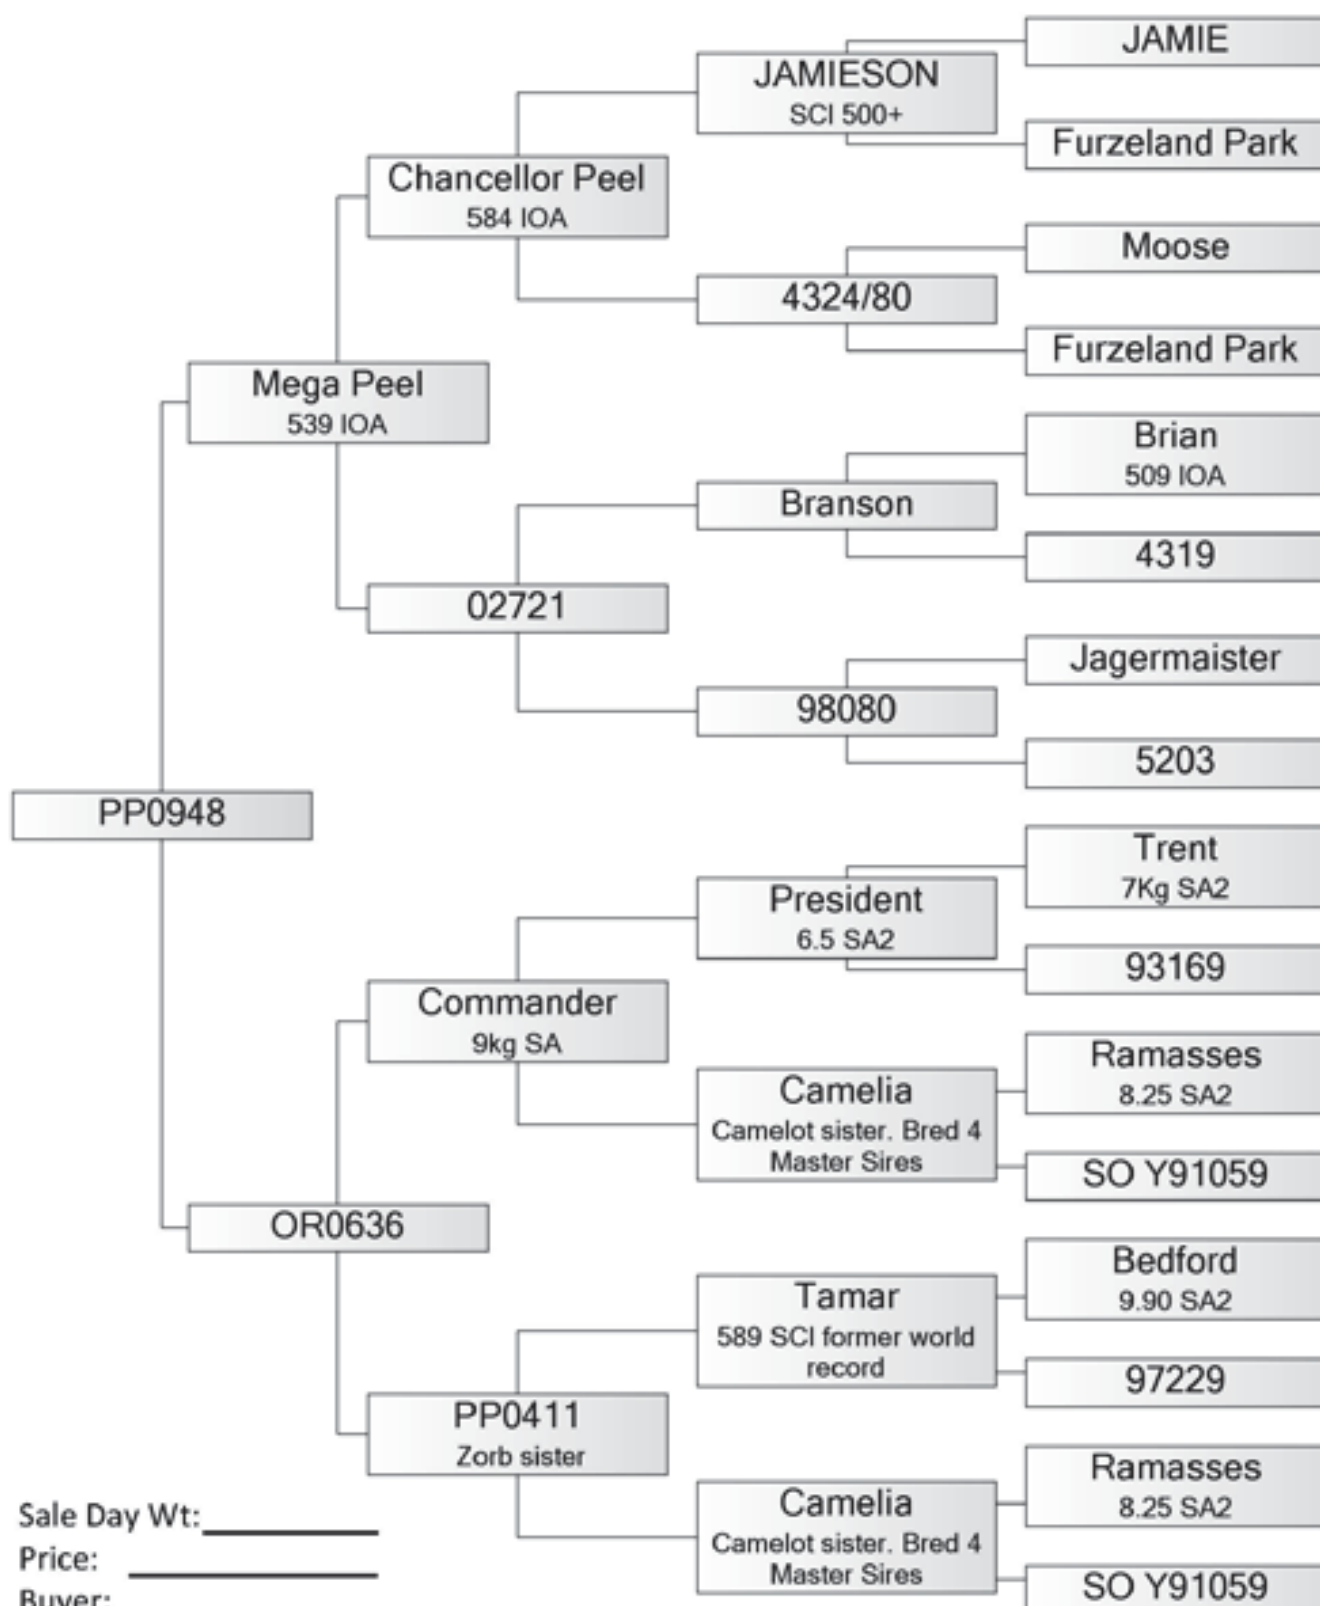 JAMIE
JAMIESON
SCI 500+
Furzeland Park
Chancellor Peel
584 IOA
Moose
4324/80
Furzeland Park
Mega Peel
539 IOA
Brian
509 IOA
Branson
4319
02721
Jagermaister
98080
5203
PP0948
Trent
7Kg SA2
President
6.5 SA2
93169
Commander
9kg SA
Ramasses
8.25 SA2
Camelia
Camelot sister. Bred 4
Master Sires
SO Y91059
OR0636
Bedford
9.90 SA2
Tamar
589 SCI former world
record
97229
PP0411
Zorb sister
Ramasses
8.25 SA2
Camelia
Camelot sister. Bred 4
Master Sires
SO Y91059
Sale Day Wt:
Price:
Buyer: